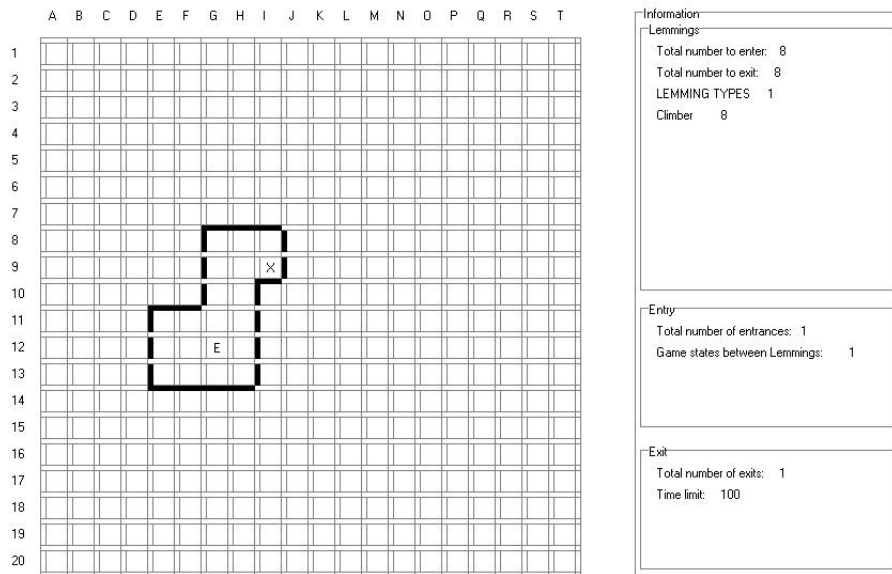 A B C D E F G H I J K L M N O P Q R S T
1
2
3
4
5
6
7
8
9 X
10
11
12 E
13
14
15
16
17
18
19
20
Information
Lemmings
Total number to enter: 8
Total number to exit: 8
LEMMING TYPES 1
Climber 8
Entry
Total number of entrances: 1
Game states between Lemmings: 1
Exit
Total number of exits: 1
Time limit: 100